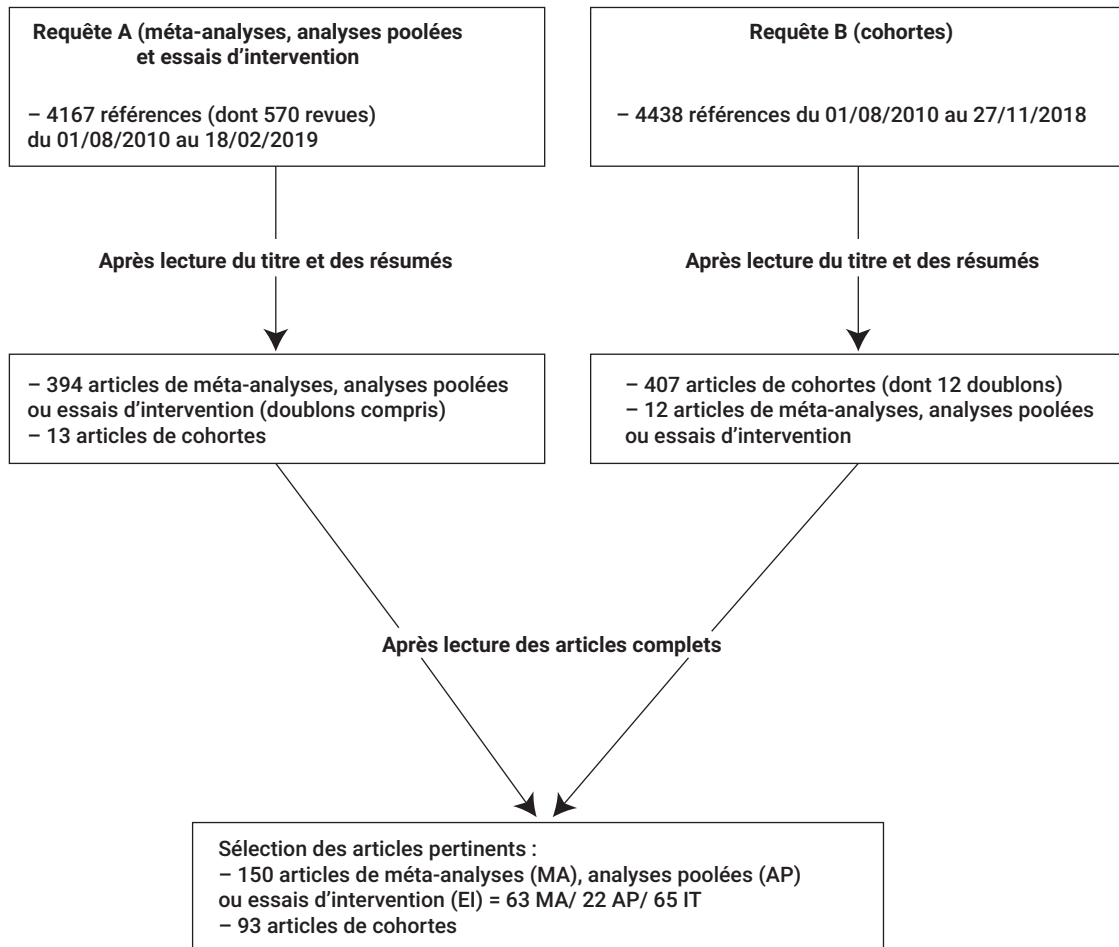 Requête A (méta-analyses, analyses poolées
et essais d’intervention
– 4167 références (dont 570 revues)
du 01/08/2010 au 18/02/2019
Requête B (cohortes)
– 4438 références du 01/08/2010 au 27/11/2018
Après lecture du titre et des résumés
Après lecture du titre et des résumés
– 394 articles de méta-analyses, analyses poolées
ou essais d’intervention (doublons compris)
– 13 articles de cohortes
– 407 articles de cohortes (dont 12 doublons)
– 12 articles de méta-analyses, analyses poolées
ou essais d’intervention
Après lecture des articles complets
Sélection des articles pertinents :
– 150 articles de méta-analyses (MA), analyses poolées (AP)
ou essais d’intervention (EI) = 63 MA/ 22 AP/ 65 IT
– 93 articles de cohortes